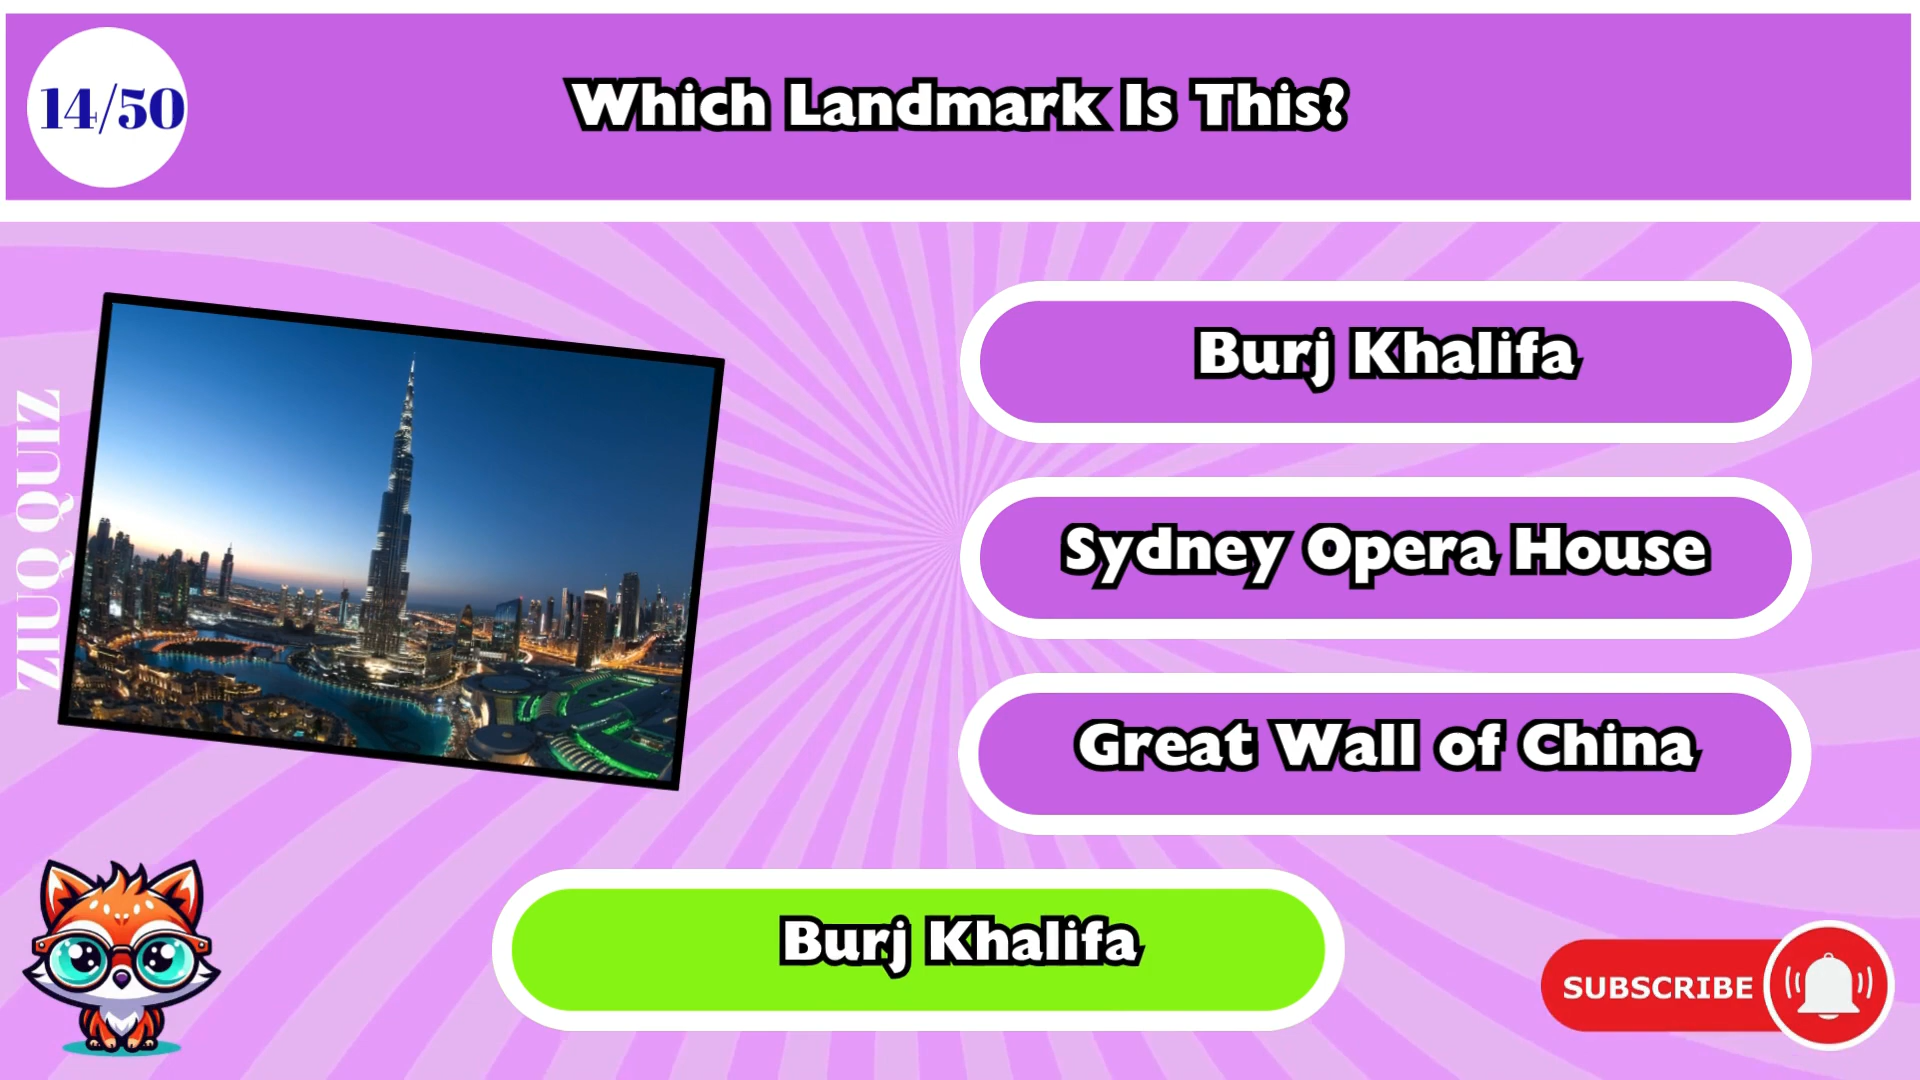 14/50
Which Landmark Is This?
ZIUQ QUIZ
Burj Khalifa
Sydney Opera House
Great Wall of China
Burj Khalifa
SUBSCRIBE